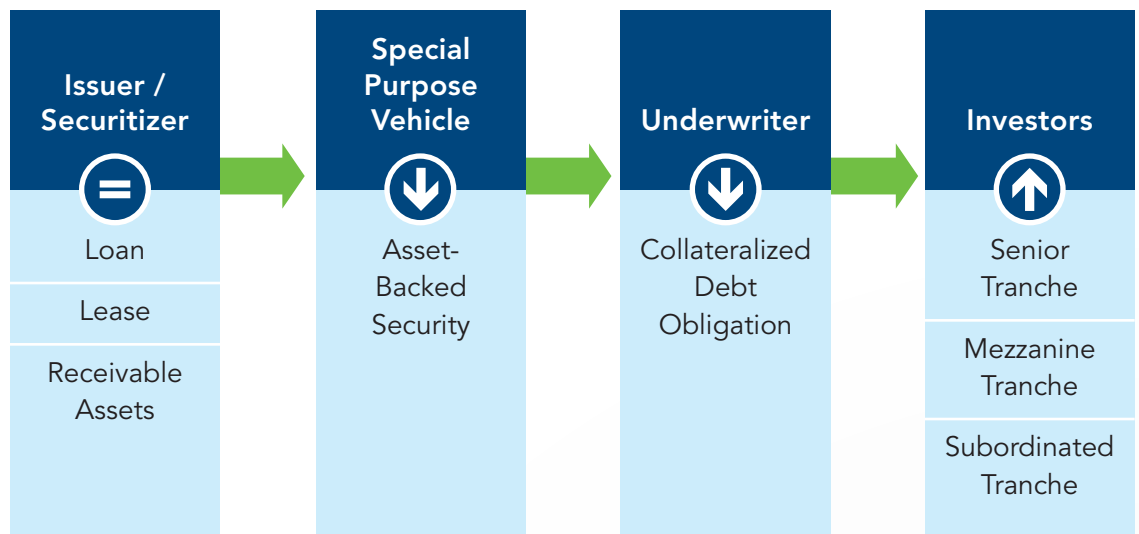 Issuer /
Securitizer
Loan
Lease
Receivable
Assets
Special
Purpose
Vehicle
Asset-
Backed
Security
Underwriter
Collateralized
Debt
Obligation
Investors
Senior
Tranche
Mezzanine
Tranche
Subordinated
Tranche